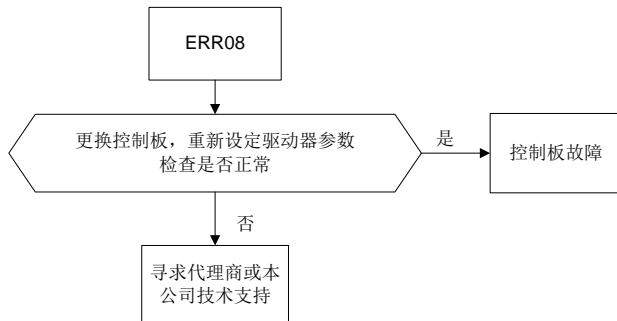 ERR08
更换控制板，重新设定驱动器参数
检查是否正常
是
控制板故障
否
寻求代理商或本
公司技术支持